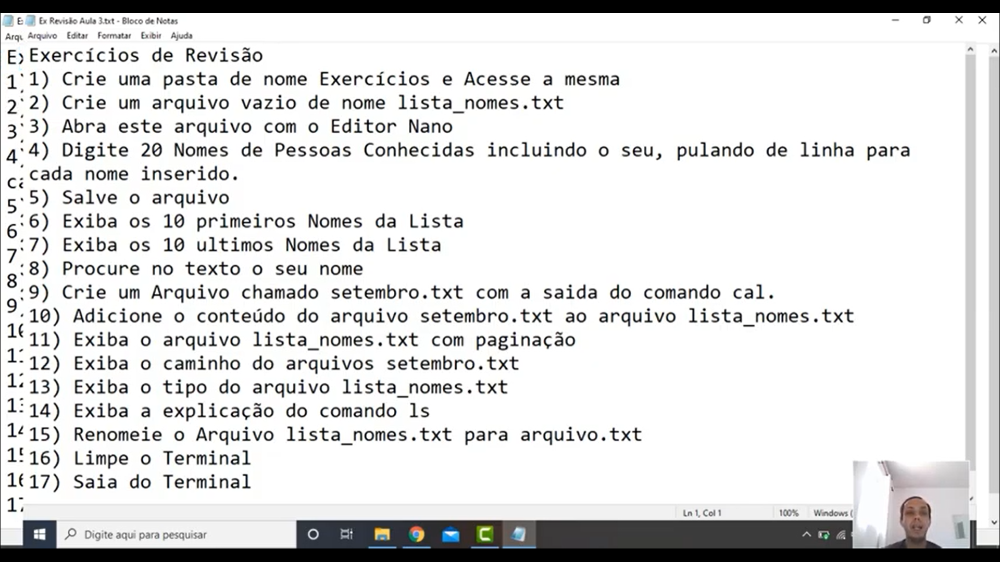 Ex Revisão Aula 3.txt - Bloco de Notas
Arquivo Editar Formatar Exibir Ajuda
Exercícios de Revisão
1) Crie uma pasta de nome Exercícios e Acesse a mesma
2) Crie um arquivo vazio de nome lista_nomes.txt
3) Abra este arquivo com o Editor Nano
4) Digite 20 Nomes de Pessoas Conhecidas incluindo o seu, pulando de linha para
cada nome inserido.
5) Salve o arquivo
6) Exiba os 10 primeiros Nomes da Lista
7) Exiba os 10 ultimos Nomes da Lista
8) Procure no texto o seu nome
9) Crie um Arquivo chamado setembro.txt com a saida do comando cal.
10) Adicione o conteúdo do arquivo setembro.txt ao arquivo lista_nomes.txt
11) Exiba o arquivo lista_nomes.txt com paginação
12) Exiba o caminho do arquivos setembro.txt
13) Exiba o tipo do arquivo lista_nomes.txt
14) Exiba a explicação do comando ls
15) Renomeie o Arquivo lista_nomes.txt para arquivo.txt
16) Limpe o Terminal
17) Saia do Terminal
Ln 1, Col 1 100% Windows (
Digite aqui para pesquisar